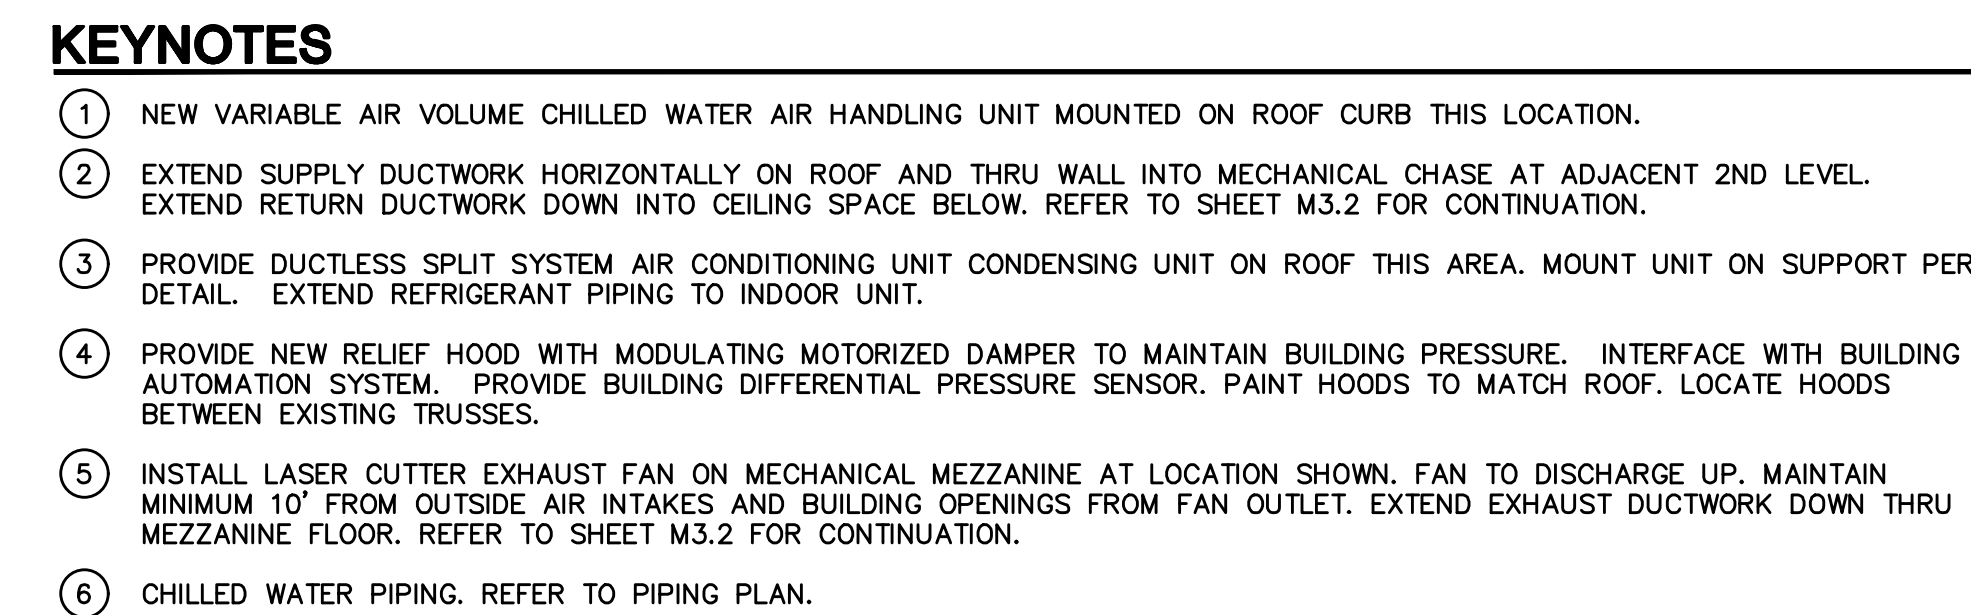 KEYNOTES
1 NEW VARIABLE AIR VOLUME CHILLED WATER AIR HANDLING UNIT MOUNTED ON ROOF CURB THIS LOCATION.
2 EXTEND SUPPLY DUCTWORK HORIZONTALLY ON ROOF AND THRU WALL INTO MECHANICAL CHASE AT ADJACENT 2ND LEVEL.
EXTEND RETURN DUCTWORK DOWN INTO CEILING SPACE BELOW. REFER TO SHEET M3.2 FOR CONTINUATION.
3 PROVIDE DUCTLESS SPLIT SYSTEM AIR CONDITIONING UNIT CONDENSING UNIT ON ROOF THIS AREA. MOUNT UNIT ON SUPPORT PER
DETAIL. EXTEND REFRIGERANT PIPING TO INDOOR UNIT.
4 PROVIDE NEW RELIEF HOOD WITH MODULATING MOTORIZED DAMPER TO MAINTAIN BUILDING PRESSURE. INTERFACE WITH BUILDING
AUTOMATION SYSTEM. PROVIDE BUILDING DIFFERENTIAL PRESSURE SENSOR. PAINT HOODS TO MATCH ROOF. LOCATE HOODS
BETWEEN EXISTING TRUSSES.
5 INSTALL LASER CUTTER EXHAUST FAN ON MECHANICAL MEZZANINE AT LOCATION SHOWN. FAN TO DISCHARGE UP. MAINTAIN
MINIMUM 10' FROM OUTSIDE AIR INTAKES AND BUILDING OPENINGS FROM FAN OUTLET. EXTEND EXHAUST DUCTWORK DOWN THRU
MEZZANINE FLOOR. REFER TO SHEET M3.2 FOR CONTINUATION.
6 CHILLED WATER PIPING. REFER TO PIPING PLAN.